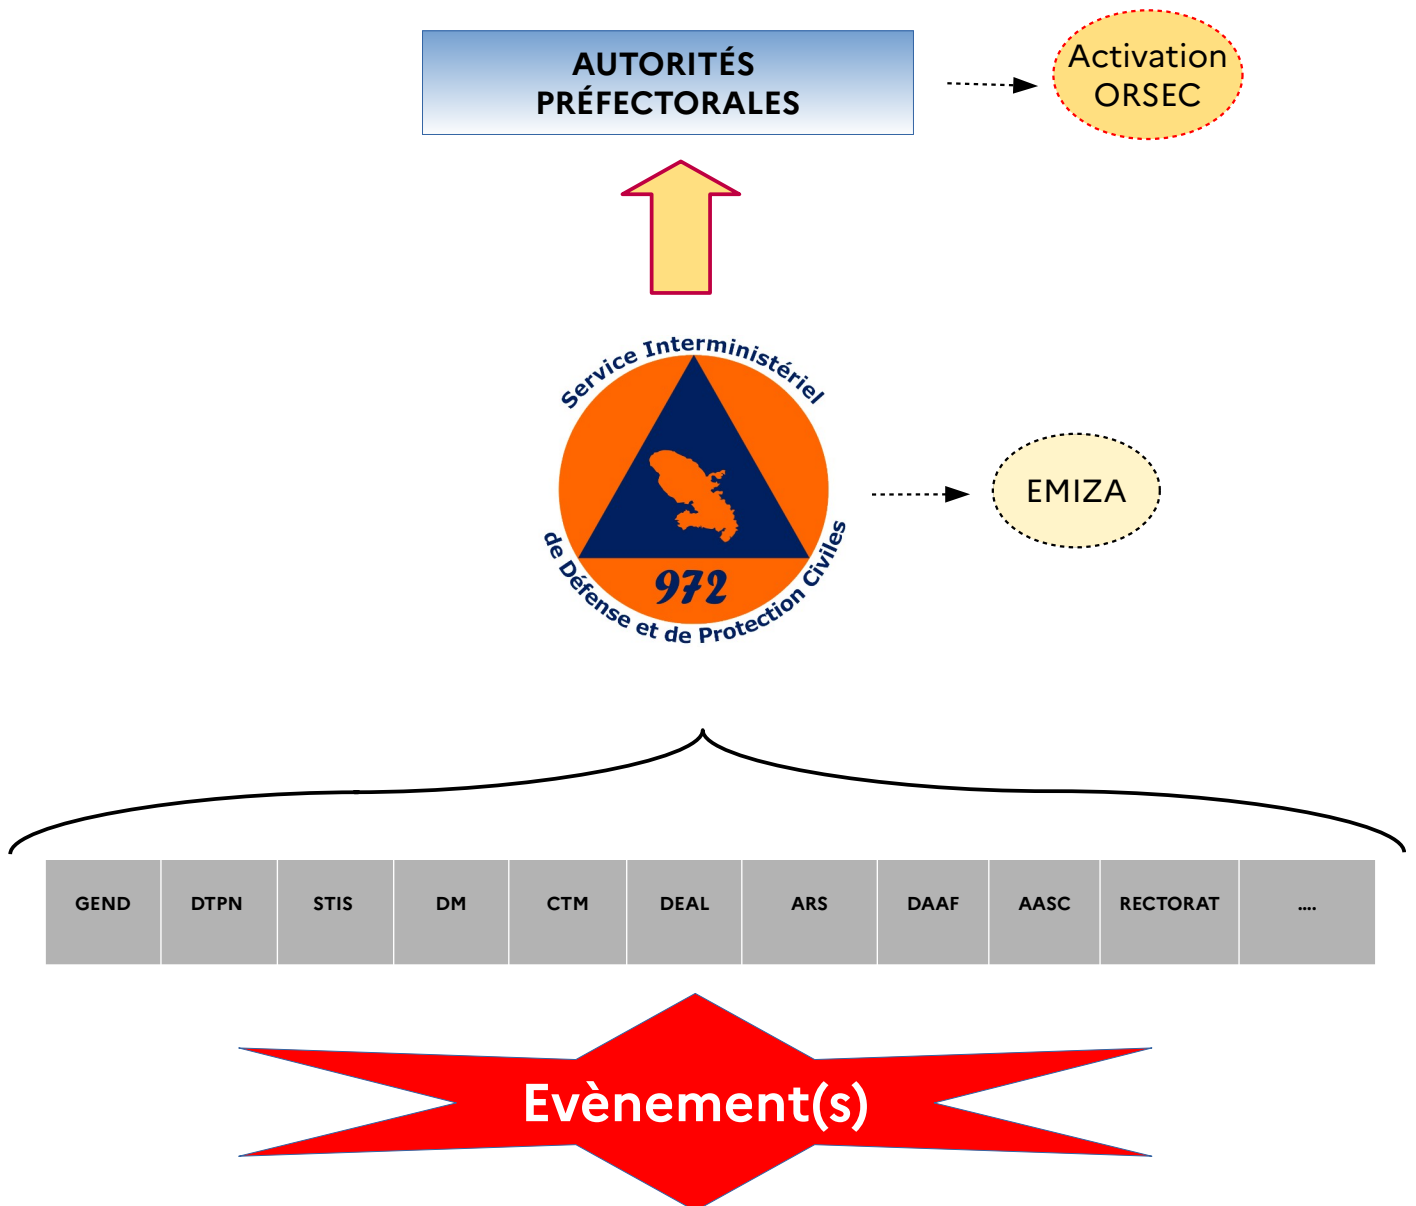 AUTORITÉS
PRÉFECTORALES
Activation
ORSEC
Service Interministériel
de Défense et de Protection Civiles
972
EMIZA
GEND DTPN STIS DM CTM DEAL ARS DAAF AASC RECTORAT ....
Evènement(s)